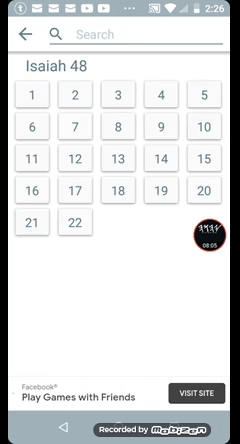 2:26
Search
Isaiah 48
1 2 3 4 5
6 7 8 9 10
11 12 13 14 15
16 17 18 19 20
21 22
08:05
Facebook®
Play Games with Friends
VISIT SITE
Recorded by Mobizen